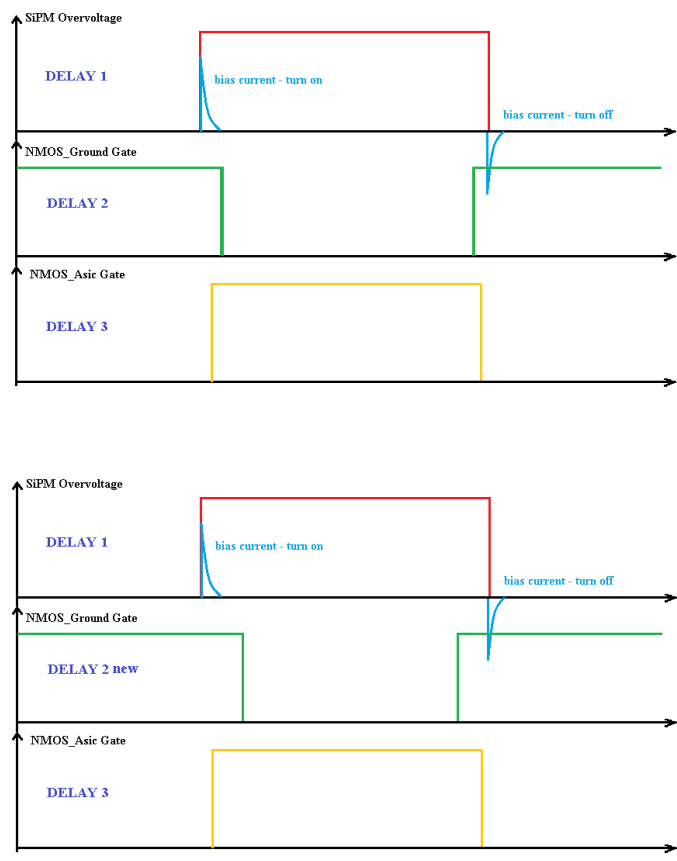 SiPM Overvoltage
DELAY 1
bias current - turn on
bias current - turn off
NMOS_Ground Gate
DELAY 2
NMOS_Asic Gate
DELAY 3
SiPM Overvoltage
DELAY 1
bias current - turn on
bias current - turn off
NMOS_Ground Gate
DELAY 2 new
NMOS_Asic Gate
DELAY 3